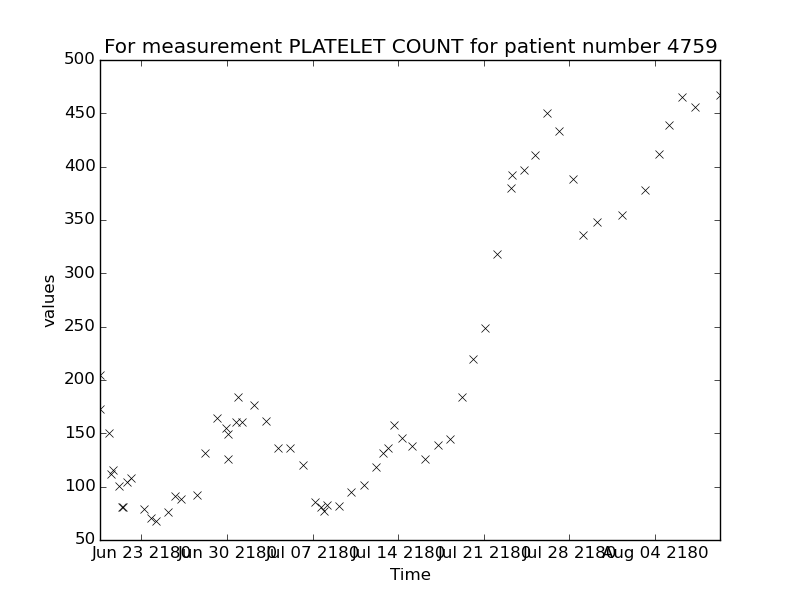 For measurement PLATELET COUNT for patient number 4759
500
450
400
350
300
250
200
150
100
50
values
Jun 23 2180 Jun 30 2180 Jul 07 2180 Jul 14 2180 Jul 21 2180 Jul 28 2180 Aug 04 2180
Time